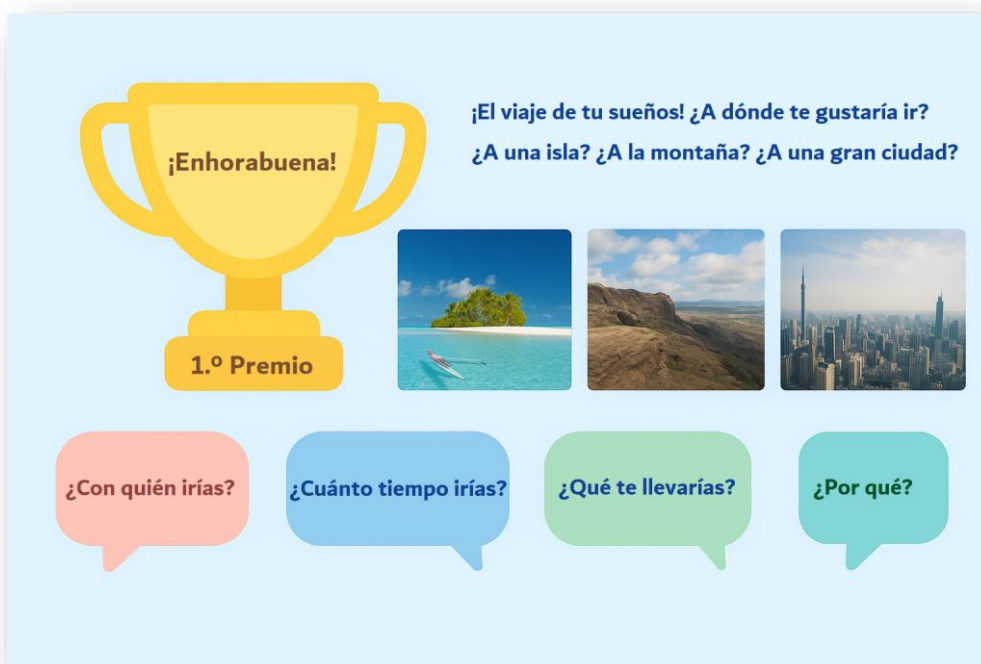 ¡Enhorabuena!
1.º Premio
¡El viaje de tu sueños! ¿A dónde te gustaría ir?
¿A una isla? ¿A la montaña? ¿A una gran ciudad?
¿Con quién irías?
¿Cuánto tiempo irías?
¿Qué te llevarías?
¿Por qué?